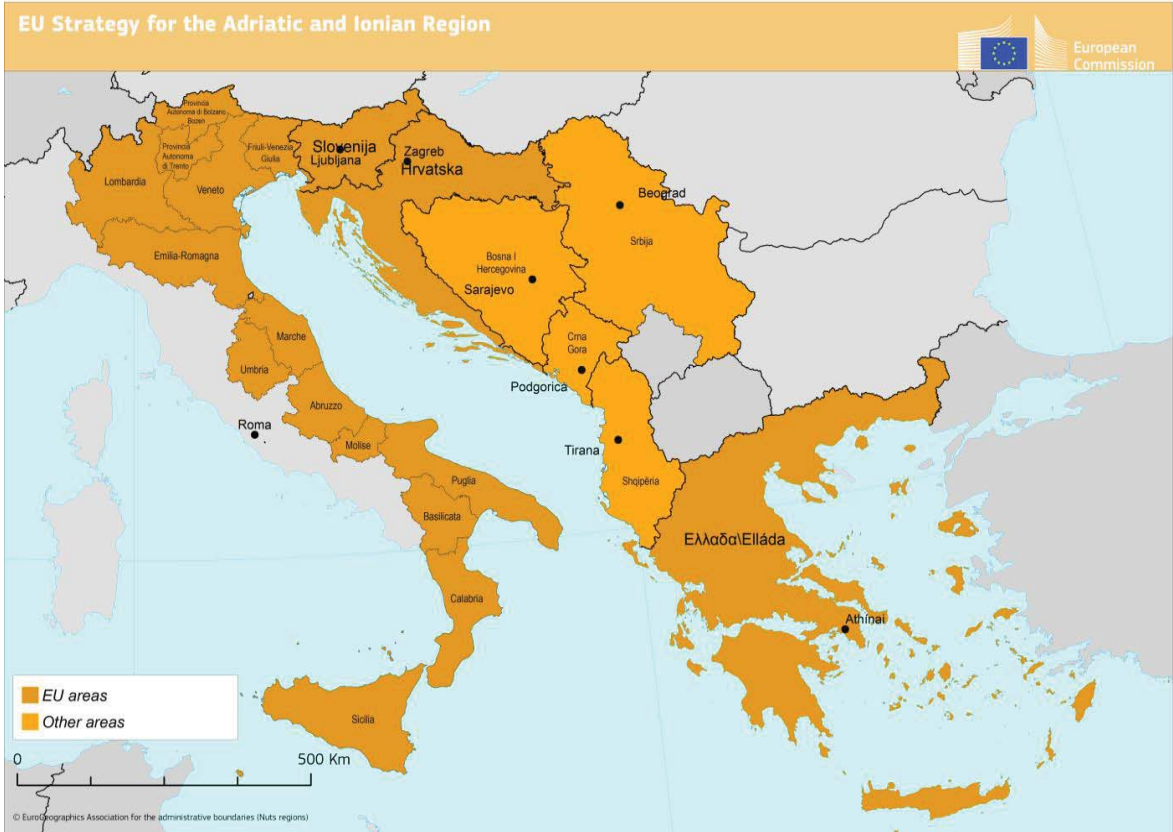 EU Strategy for the Adriatic and Ionian Region
European
Commission
Provincia
Autonoma di Bolzano
Bozen
Provincia
Autonoma
di Trento
Friuli-Venezia
Giulia
Lombardia
Veneto
Emilia-Romagna
Slovenija
Ljubljana
Zagreb
Hrvatska
Beograd
Srbija
Bosna I
Hercegovina
Sarajevo
Marche
Umbria
Crna
Gora
Podgorica
Abruzzo
Roma
Molise
Tirana
Puglia
Shqipëria
Basilicata
Ελλαδα\Elláda
Calabria
Athínai
Sicilia
EU areas
Other areas
0 500 Km
© EuroGeographics Association for the administrative boundaries (Nuts regions)